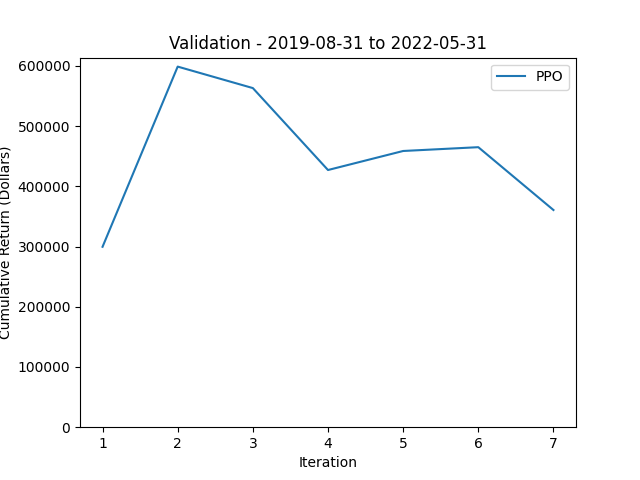 Validation - 2019-08-31 to 2022-05-31
PPO
Cumulative Return (Dollars)
600000
500000
400000
300000
200000
100000
0
1 2 3 4 5 6 7
Iteration